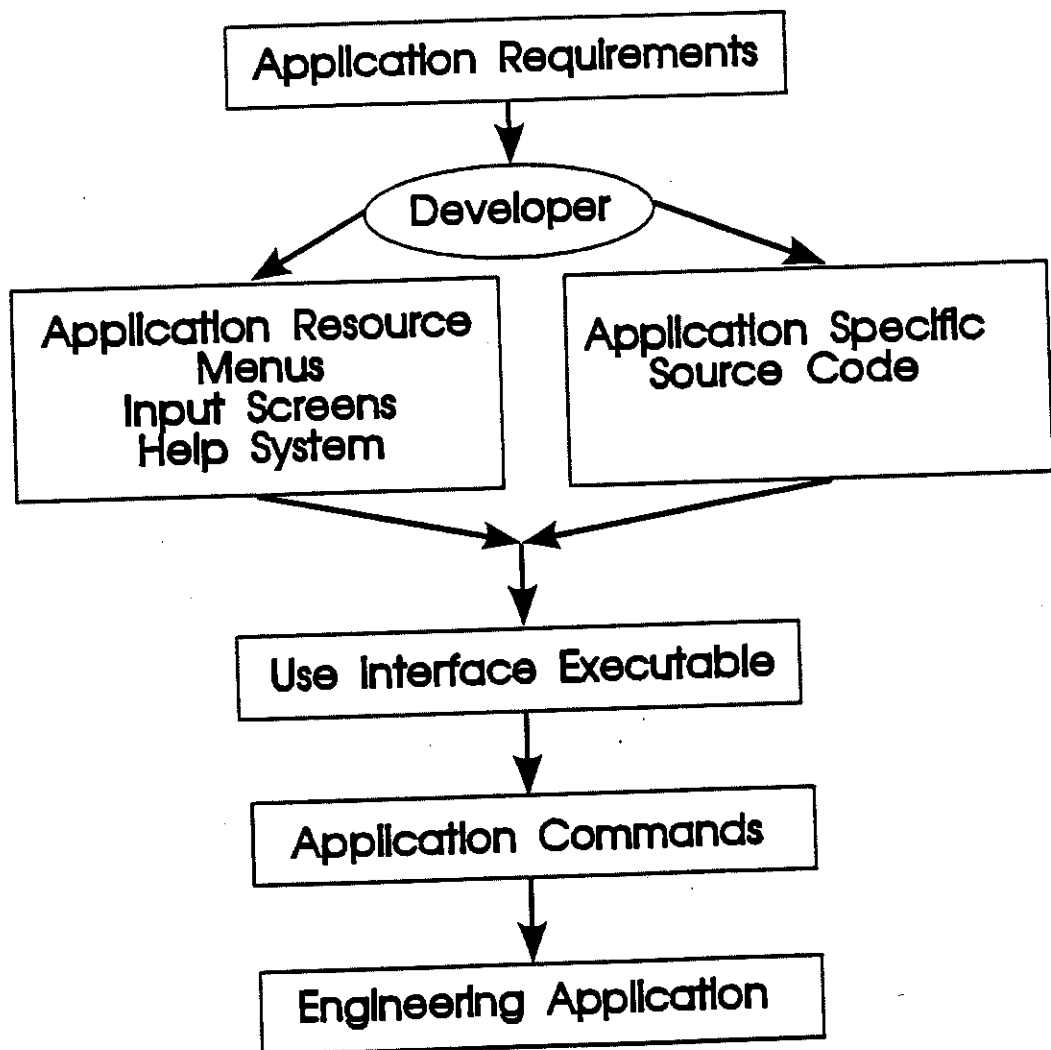 Application Requirements
Developer
Application Resource
Menus
Input Screens
Help System
Application Specific
Source Code
Use Interface Executable
Application Commands
Engineering Application